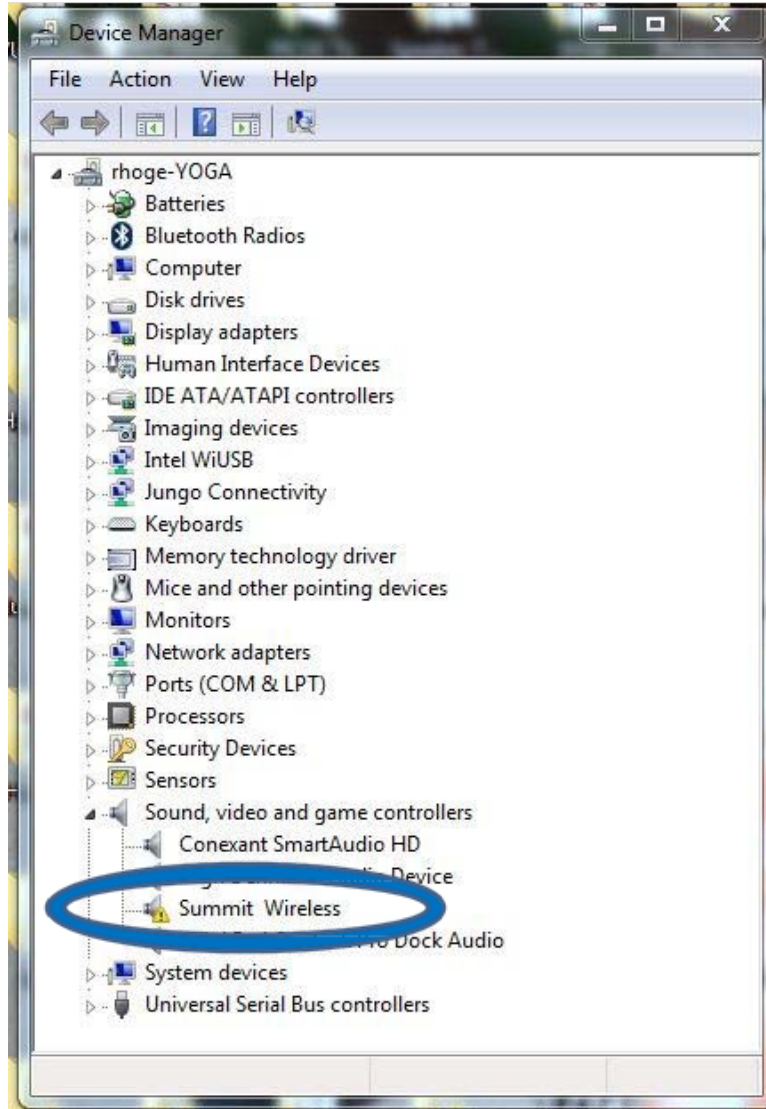 Device Manager
File Action View Help
rhoge-YOGA
Batteries
Bluetooth Radios
Computer
Disk drives
Display adapters
Human Interface Devices
IDE ATA/ATAPI controllers
Imaging devices
Intel WiUSB
Jungo Connectivity
Keyboards
Memory technology driver
Mice and other pointing devices
Monitors
Network adapters
Ports (COM & LPT)
Processors
Security Devices
Sensors
Sound, video and game controllers
Conexant SmartAudio HD
Device
Summit Wireless
Dock Audio
System devices
Universal Serial Bus controllers